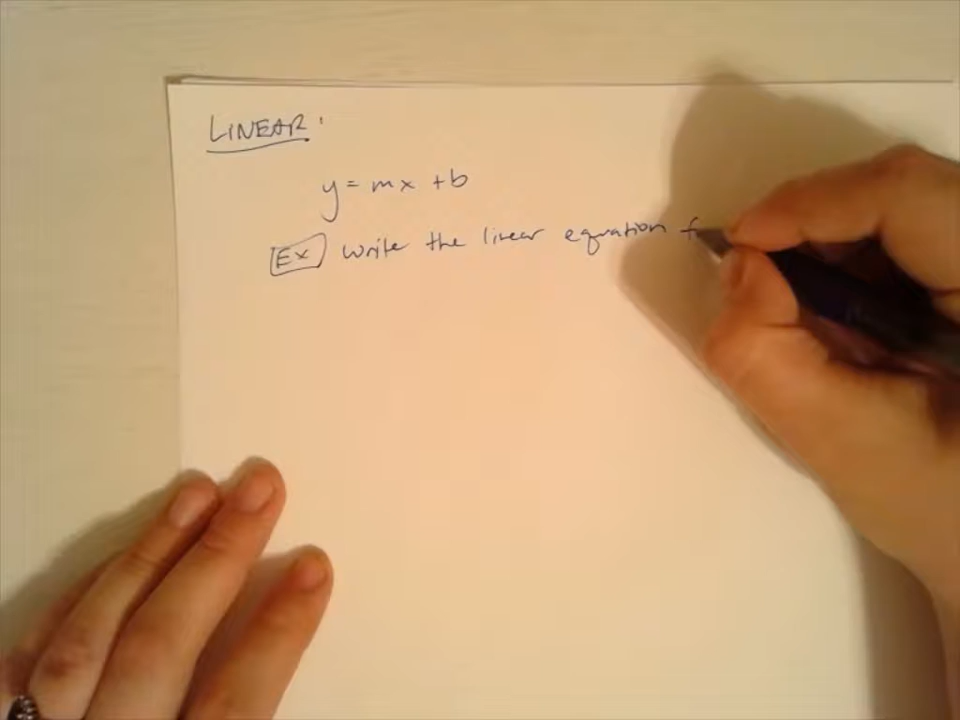 LINEAR:
y = mx + b
Ex Write the linear equation